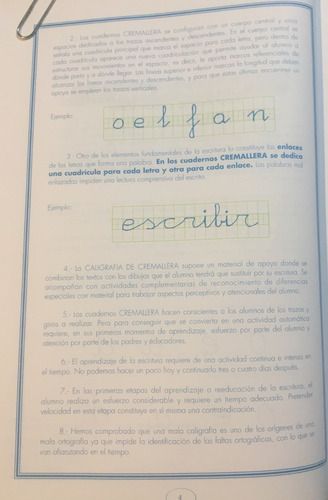 2.- Los cuadernos CREMALLERA se configuran con un cuerpo central y unos
espacios dedicados a los trazos ascendentes y descendentes. En el cuerpo central se
señala una cuadrícula principal que marca el espacio para cada letra, pero dentro de
cada cuadrícula aparece una nueva cuadriculación que permite ayudar al alumno a
estructurar sus movimientos en el espacio, es decir, le aporta marcos referenciales de
dónde parte y a dónde llegar. Las líneas superior e inferior marcan la longitud que deben
alcanzar las líneas ascendentes y descendentes, y para que estas últimas encuentren un
apoyo se emplean los trazos verticales.
Ejemplo:
o e l f a n
3.- Otro de los elementos fundamentales de la escritura lo constituye los enlaces
de las letras que forma una palabra. En los cuadernos CREMALLERA se dedica
una cuadrícula para cada letra y otra para cada enlace. Las palabras mal
enlazadas impiden una lectura comprensiva del escrito.
Ejemplo:
escribir
4.- La CALIGRAFIA DE CREMALLERA supone un material de apoyo donde se
combinan los textos con los dibujos que el alumno tendrá que sustituir por su escritura. Se
acompañan con actividades complementarias de reconocimiento de diferencias
espaciales con material para trabajar aspectos perceptivos y atencionales del alumno.
5.- Los cuadernos CREMALLERA hacen conscientes a los alumnos de los trazos y
giros a realizar. Pero para conseguir que se convierta en una actividad automática
requiere, en sus primeros momentos de aprendizaje, esfuerzo por parte del alumno y
atención por parte de los padres y educadores.
6.- El aprendizaje de la escritura requiere de una actividad continua e intensa en
el tiempo. No podemos hacer un poco hoy y continuarlo tres o cuatro días después.
7.- En las primeras etapas del aprendizaje o reeducación de la escritura, el
alumno realiza un esfuerzo considerable y requiere un tiempo adecuado. Pretender
velocidad en esta etapa constituye en sí misma una contraindicación.
8.- Hemos comprobado que una mala caligrafía es uno de los orígenes de una
mala ortografía ya que impide la identificación de las faltas ortográficas, con lo que se
van afianzando en el tiempo.